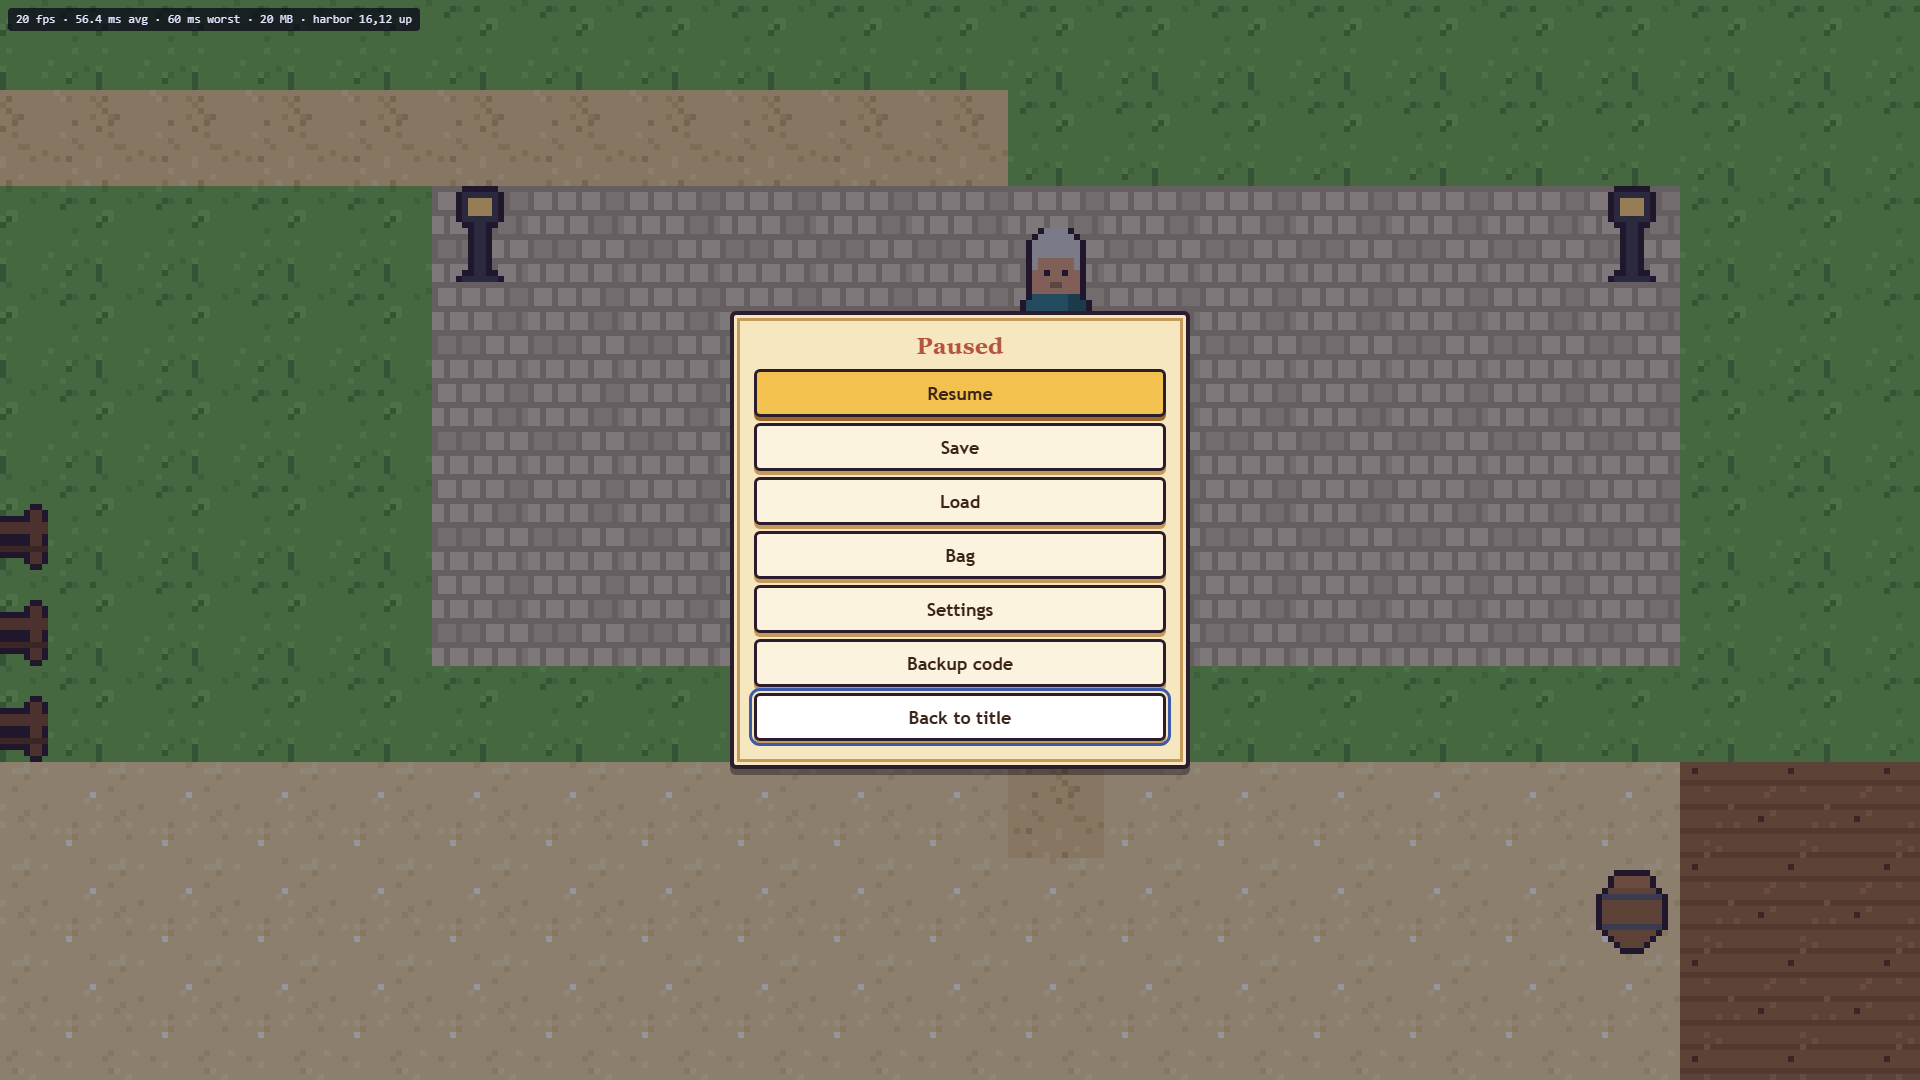 20 fps · 56.4 ms avg · 60 ms worst · 20 MB · harbor 16,12 up
Paused
Resume
Save
Load
Bag
Settings
Backup code
Back to title